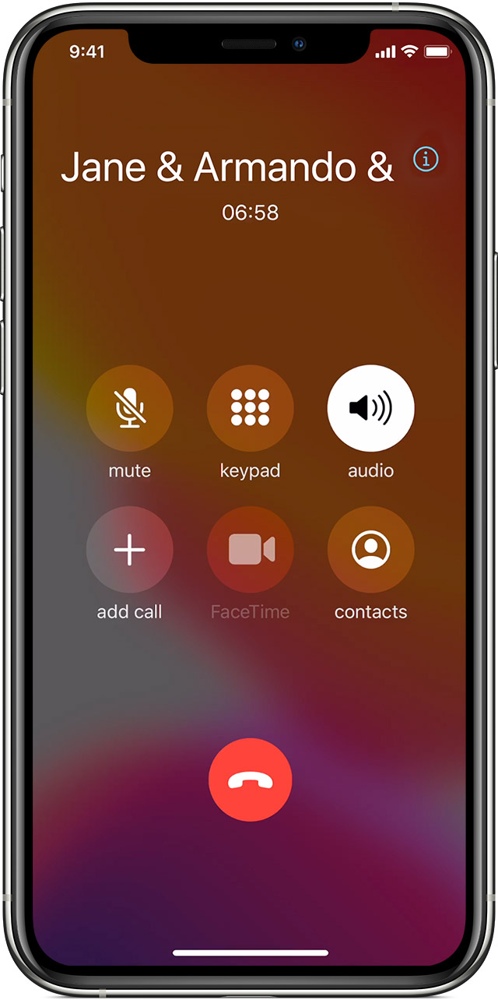 9:41
Jane & Armando &
06:58
mute
keypad
audio
add call
FaceTime
contacts